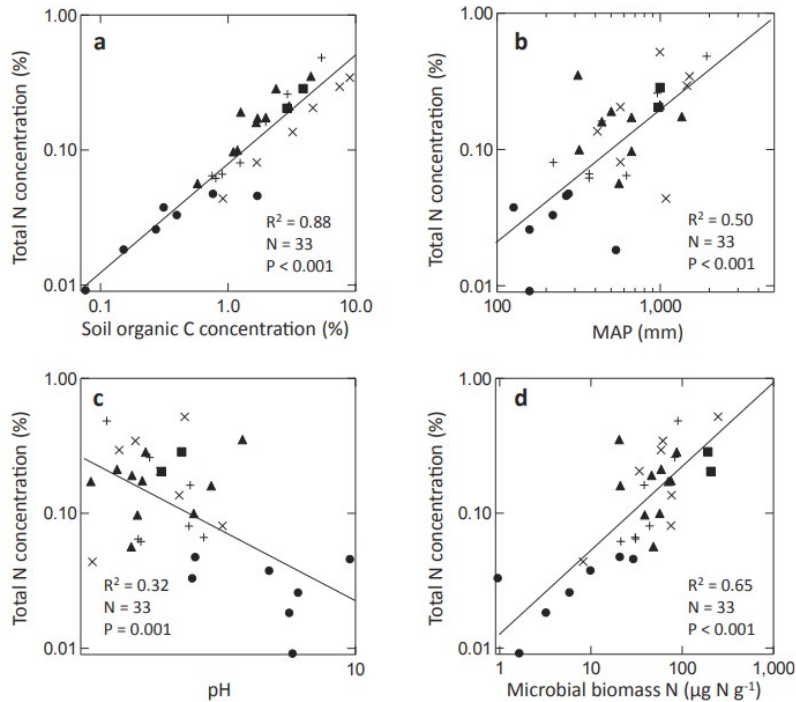 a
Total N concentration (%)
1.00
0.10
0.01
R² = 0.88
N = 33
P < 0.001
0.1 1.0 10.0
Soil organic C concentration (%)
b
Total N concentration (%)
1.00
0.10
0.01
R² = 0.50
N = 33
P < 0.001
100 1,000
MAP (mm)
c
Total N concentration (%)
1.00
0.10
0.01
R² = 0.32
N = 33
P = 0.001
10
pH
d
Total N concentration (%)
1.00
0.10
0.01
R² = 0.65
N = 33
P < 0.001
1 10 100 1,000
Microbial biomass N (µg N g⁻¹)